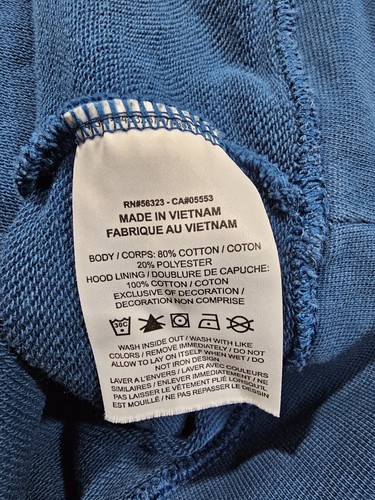 RN#56323 - CA#05553
MADE IN VIETNAM
FABRIQUE AU VIETNAM
BODY / CORPS: 80% COTTON / COTON
20% POLYESTER
HOOD LINING / DOUBLURE DE CAPUCHE:
100% COTTON / COTON
EXCLUSIVE OF DECORATION /
DECORATION NON COMPRISE
30C
WASH INSIDE OUT / WASH WITH LIKE
COLORS / REMOVE IMMEDIATELY / DO NOT
ALLOW TO LAY ON ITSELF WHEN WET / DO
NOT IRON DESIGN
LAVER A L'ENVERS / LAVER AVEC COULEURS
SIMILAIRES / ENLEVER IMMEDIATEMENT / NE
PAS LAISSER LE VÊTEMENT PLIÉ LORSQU'IL
EST MOUILLÉ / NE PAS REPASSER LE DESSIN